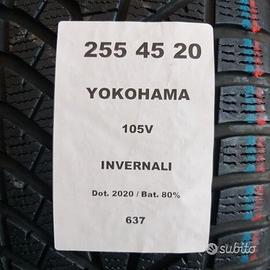 255 45 20
YOKOHAMA
105V
INVERNALI
Dot. 2020 / Bat. 80%
637
subito